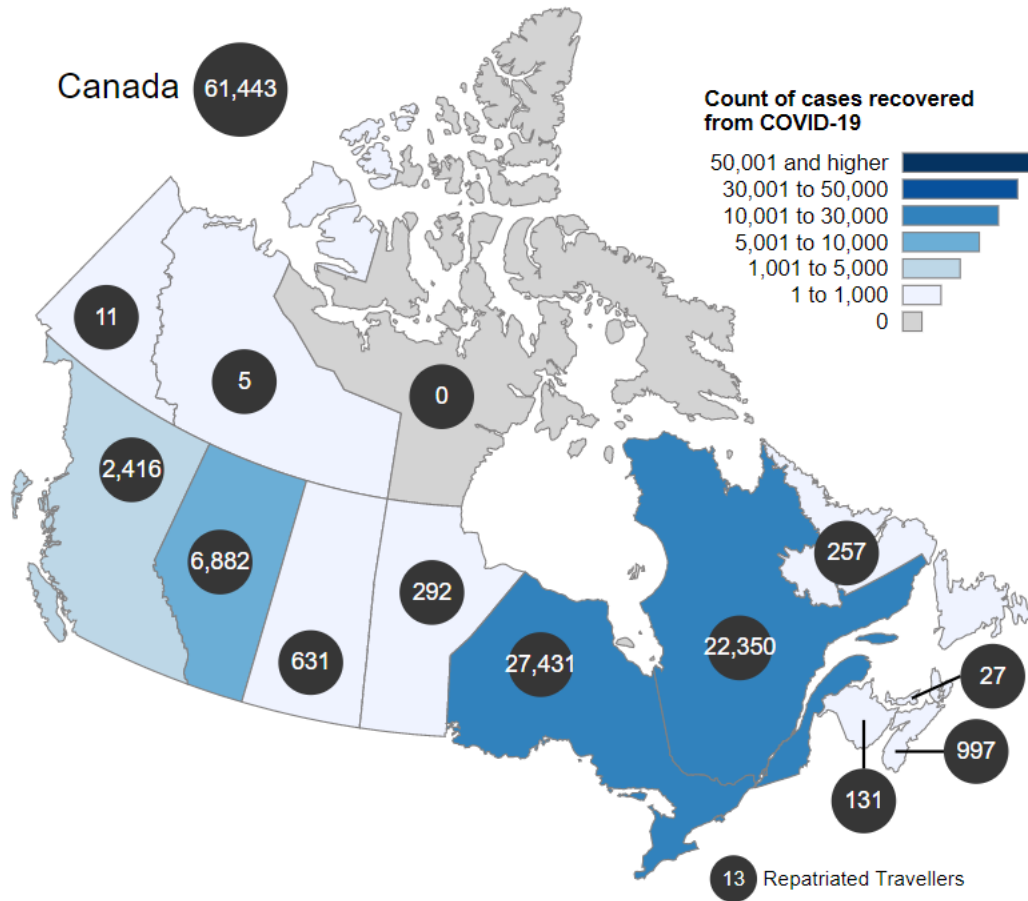 Canada 61,443
Count of cases recovered
from COVID-19
50,001 and higher
30,001 to 50,000
10,001 to 30,000
5,001 to 10,000
1,001 to 5,000
1 to 1,000
0
11
5
0
2,416
6,882
257
292
631
27,431
22,350
27
997
131
13 Repatriated Travellers